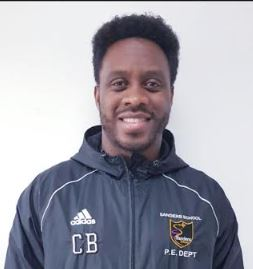 SANDERS SCHOOL
adidas
CB
P.E. DEPT